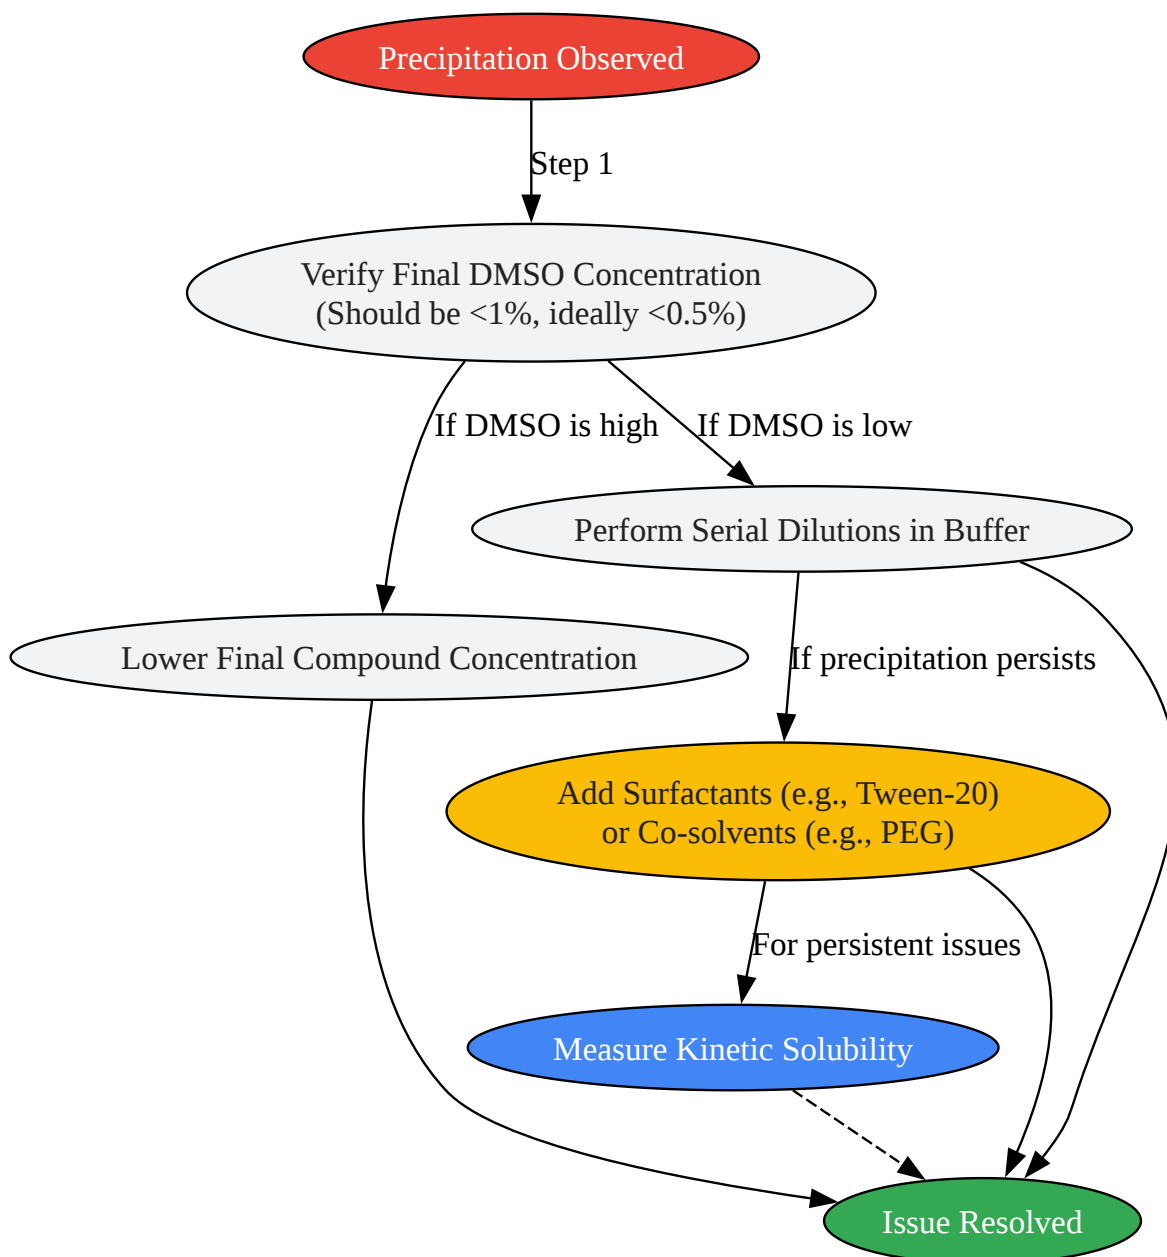 Precipitation Observed
Step 1
Verify Final DMSO Concentration
(Should be <1%, ideally <0.5%)
If DMSO is high
If DMSO is low
Perform Serial Dilutions in Buffer
Lower Final Compound Concentration
If precipitation persists
Add Surfactants (e.g., Tween-20)
or Co-solvents (e.g., PEG)
For persistent issues
Measure Kinetic Solubility
Issue Resolved